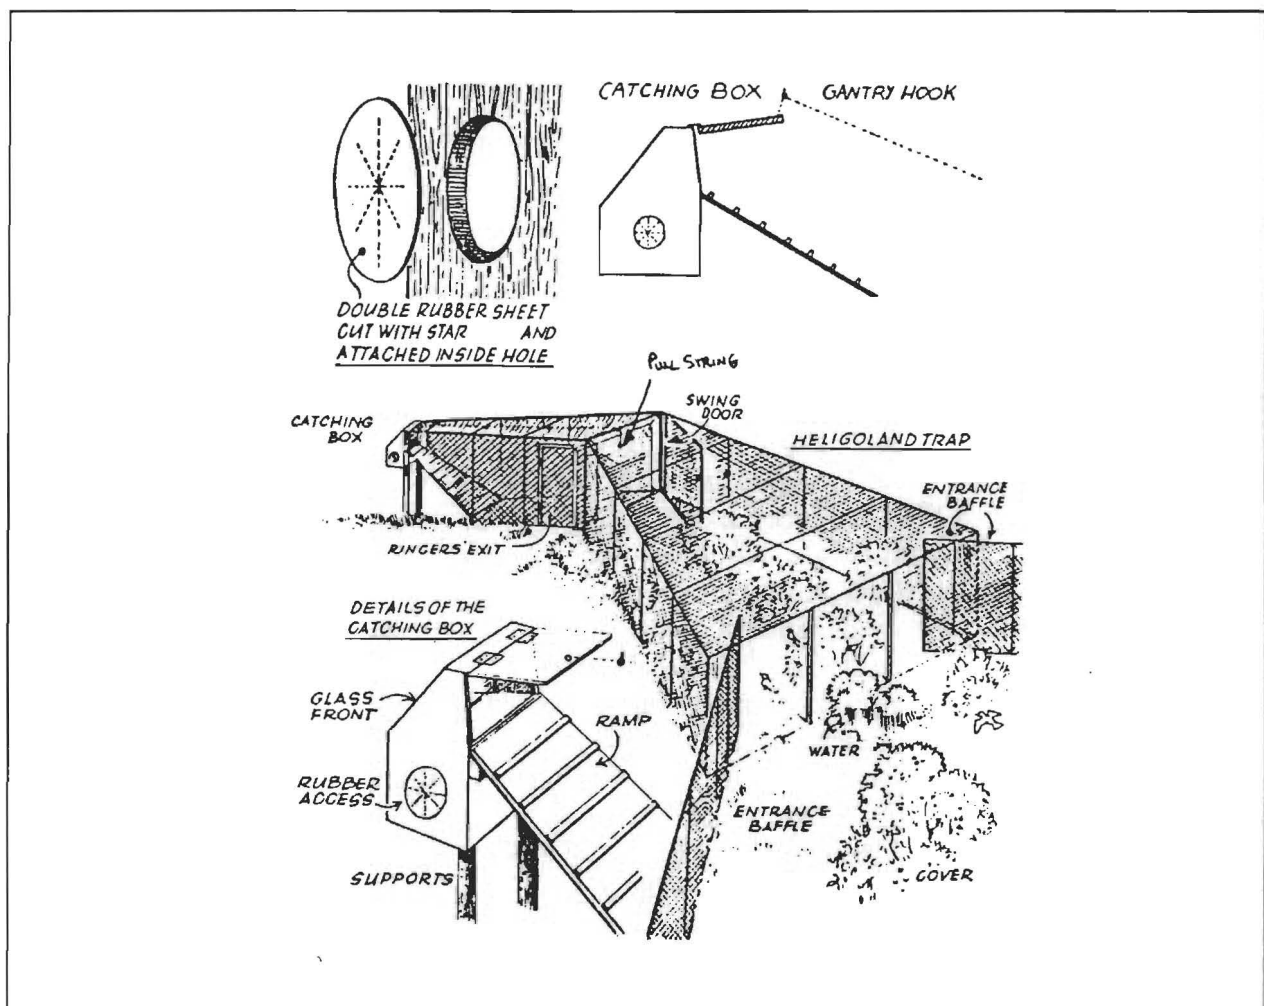 CATCHING BOX GANTRY HOOK
DOUBLE RUBBER SHEET
CUT WITH STAR AND
ATTACHED INSIDE HOLE
PULL STRING
SWING
DOOR
CATCHING
BOX
HELIGOLAND TRAP
ENTRANCE
BAFFLE
RINGERS' EXIT
DETAILS OF THE
CATCHING BOX
GLASS
FRONT
RAMP
WATER
RUBBER
ACCESS
ENTRANCE
BAFFLE
COVER
SUPPORTS